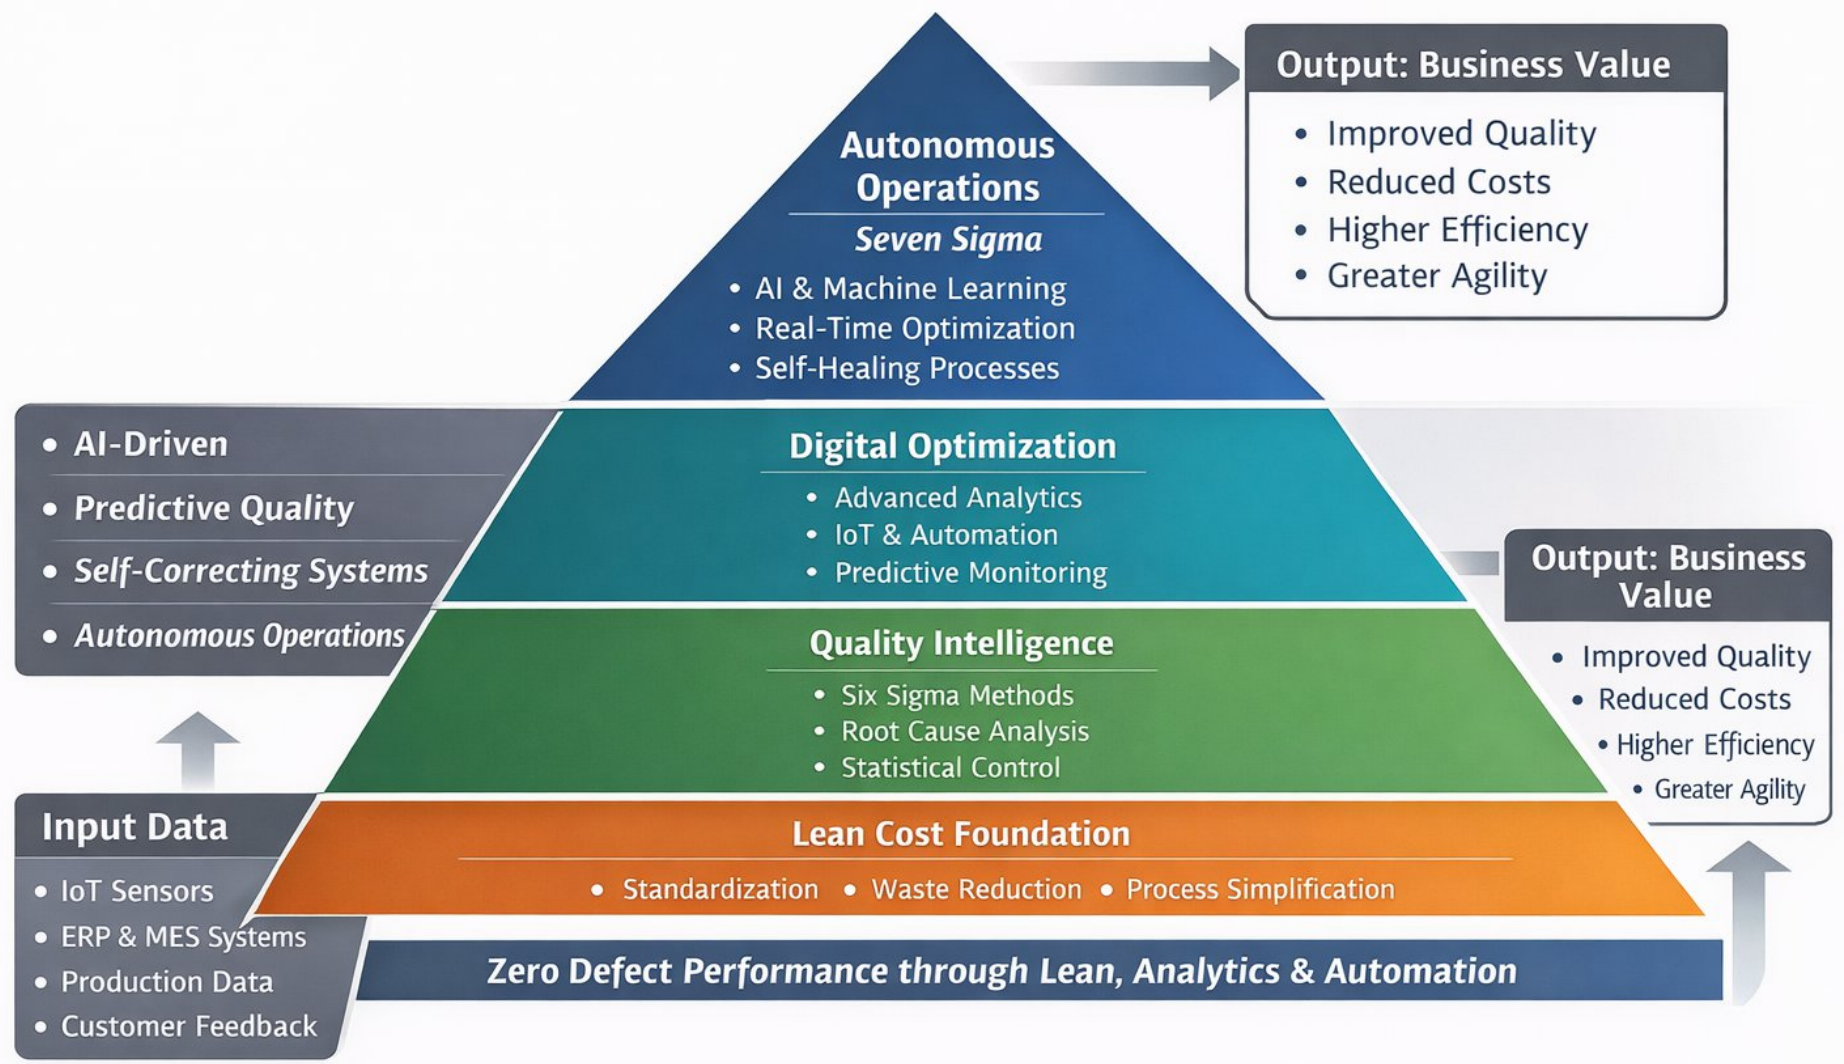 Autonomous
Operations
Seven Sigma
• AI & Machine Learning
• Real-Time Optimization
• Self-Healing Processes
Output: Business Value
• Improved Quality
• Reduced Costs
• Higher Efficiency
• Greater Agility
• AI-Driven
• Predictive Quality
• Self-Correcting Systems
• Autonomous Operations
Digital Optimization
• Advanced Analytics
• IoT & Automation
• Predictive Monitoring
Output: Business
Value
• Improved Quality
• Reduced Costs
• Higher Efficiency
• Greater Agility
Quality Intelligence
• Six Sigma Methods
• Root Cause Analysis
• Statistical Control
Input Data
• IoT Sensors
• ERP & MES Systems
• Production Data
• Customer Feedback
Lean Cost Foundation
• Standardization • Waste Reduction • Process Simplification
Zero Defect Performance through Lean, Analytics & Automation